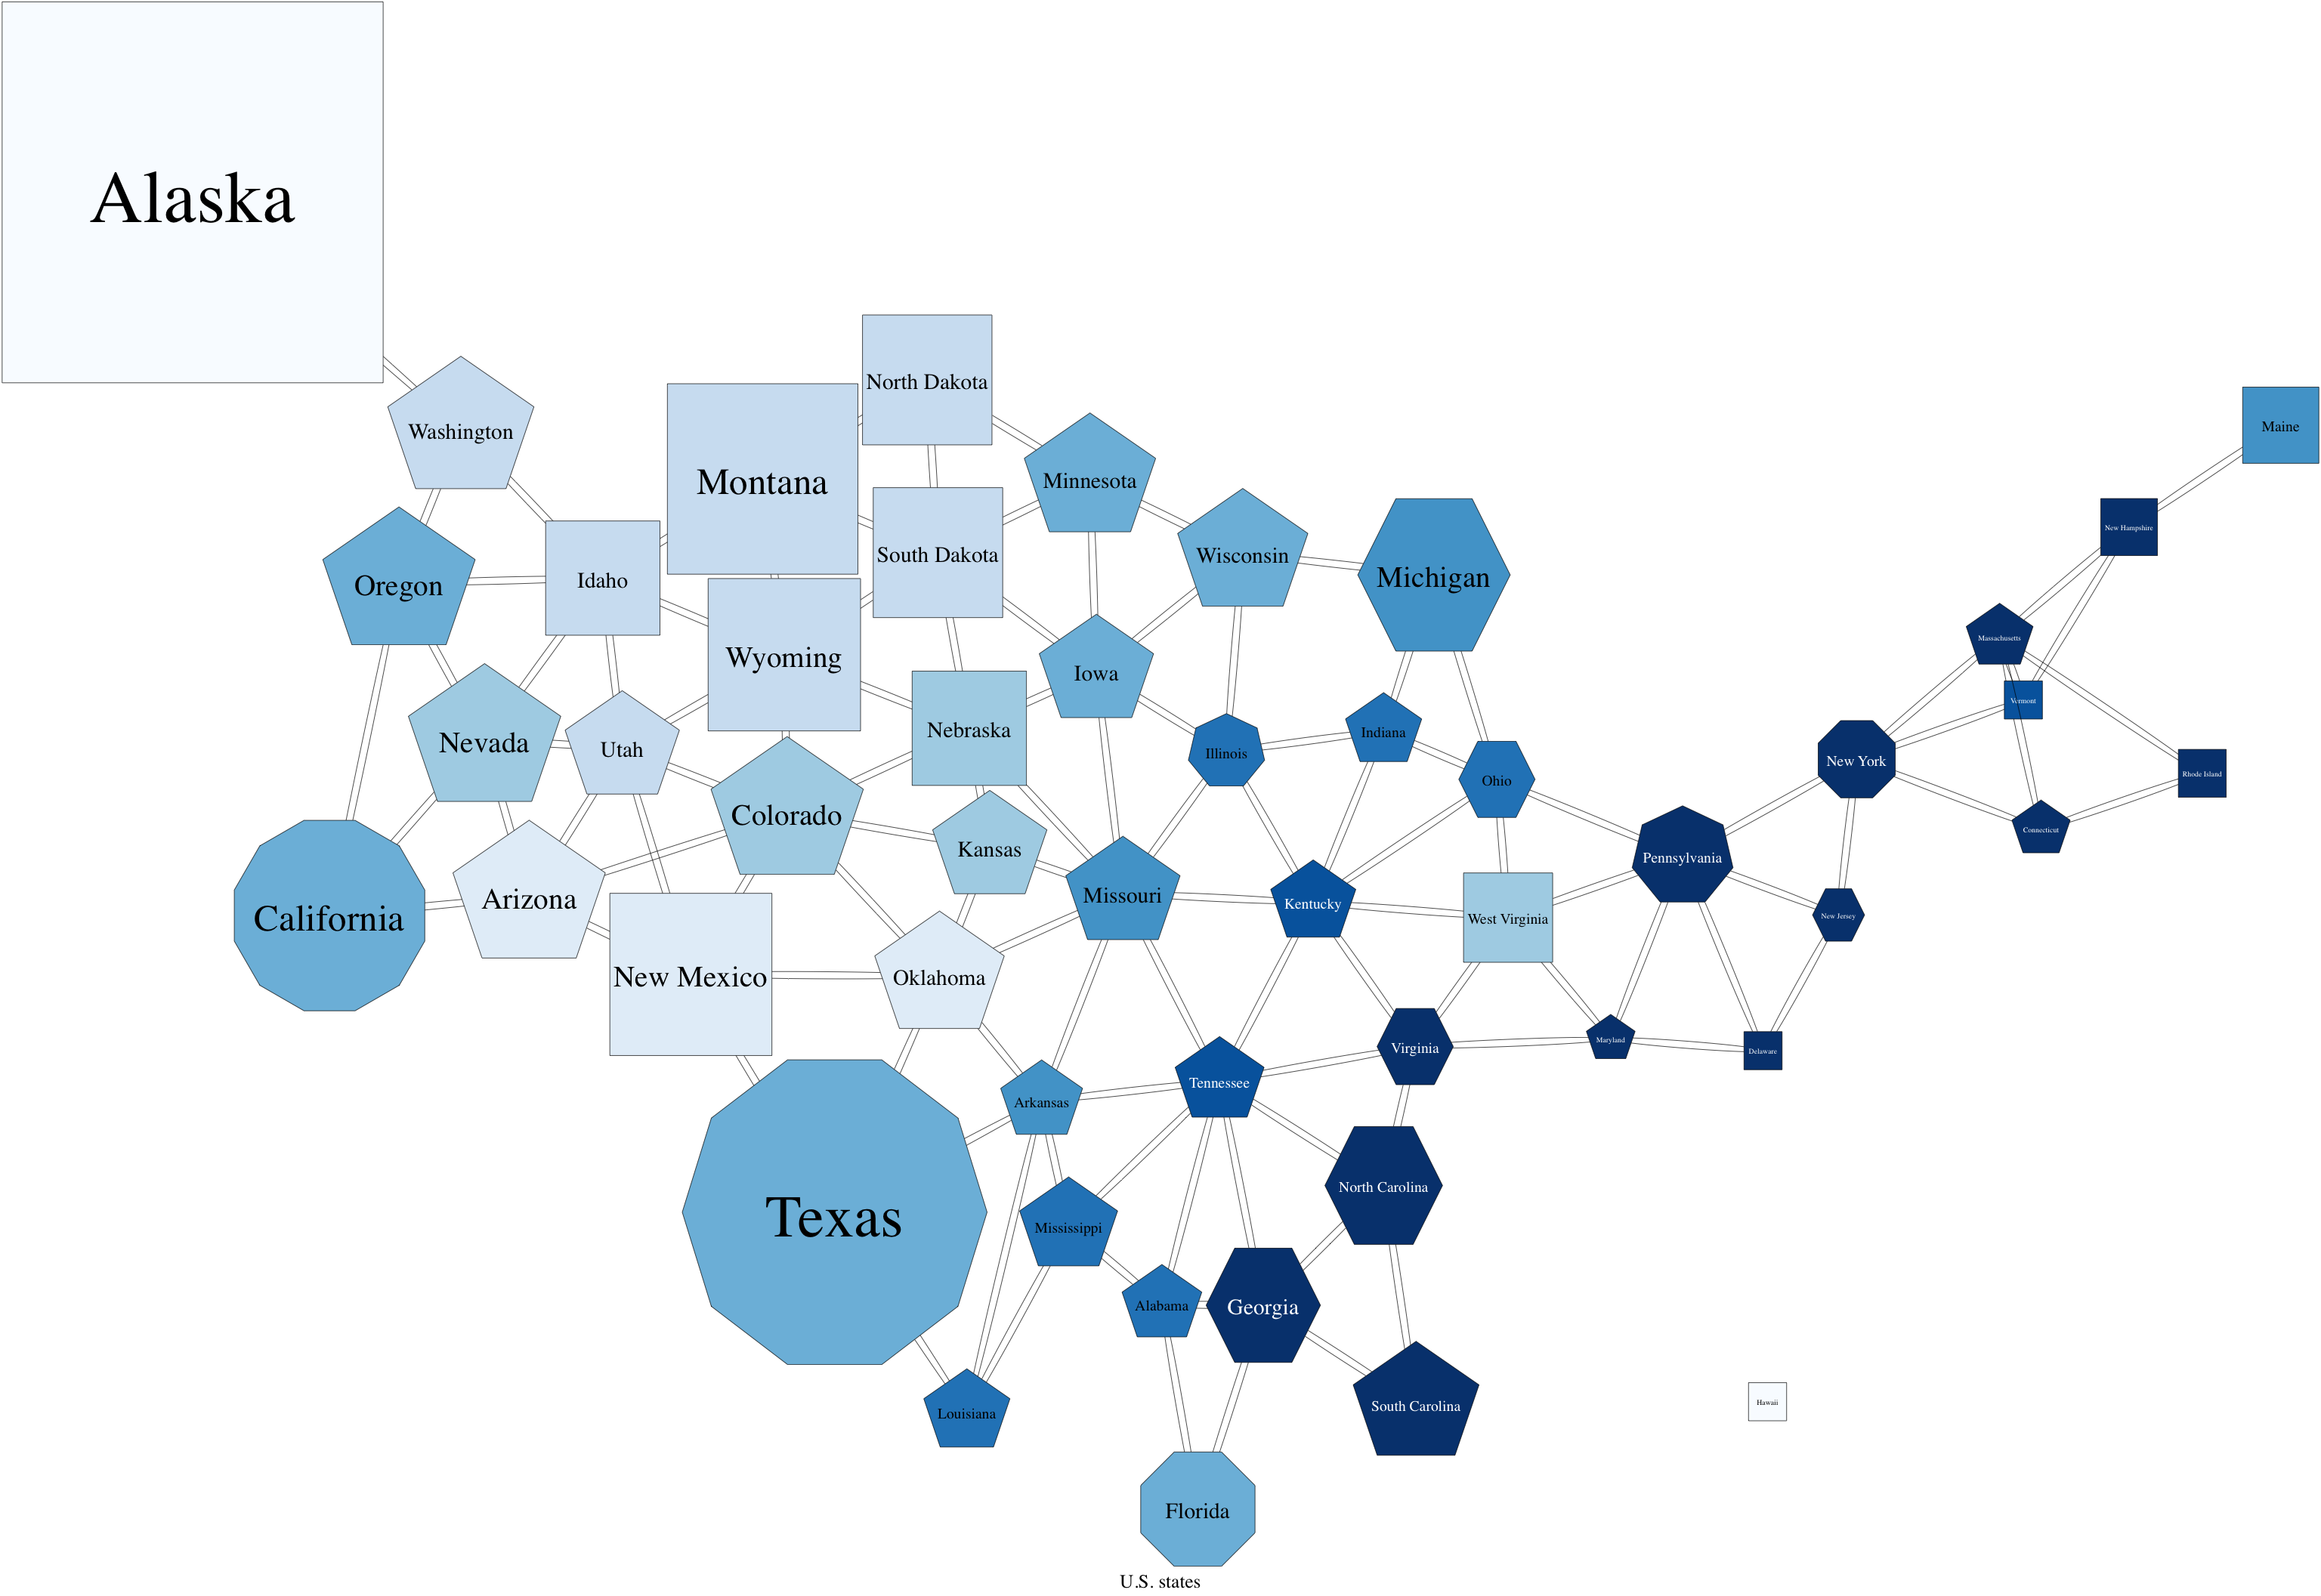 Alaska
North Dakota
Maine
Washington
Montana
Minnesota
New Hampshire
South Dakota
Wisconsin
Michigan
Idaho
Oregon
Massachusetts
Wyoming
Iowa
Vermont
Nebraska
Indiana
Nevada
Utah
Illinois
New York
Rhode Island
Ohio
Colorado
Connecticut
Kansas
Pennsylvania
Missouri
Arizona
Kentucky
New Jersey
California
West Virginia
New Mexico
Oklahoma
Maryland
Virginia
Delaware
Tennessee
Arkansas
North Carolina
Texas
Mississippi
Alabama
Georgia
Hawaii
South Carolina
Louisiana
Florida
U.S. states